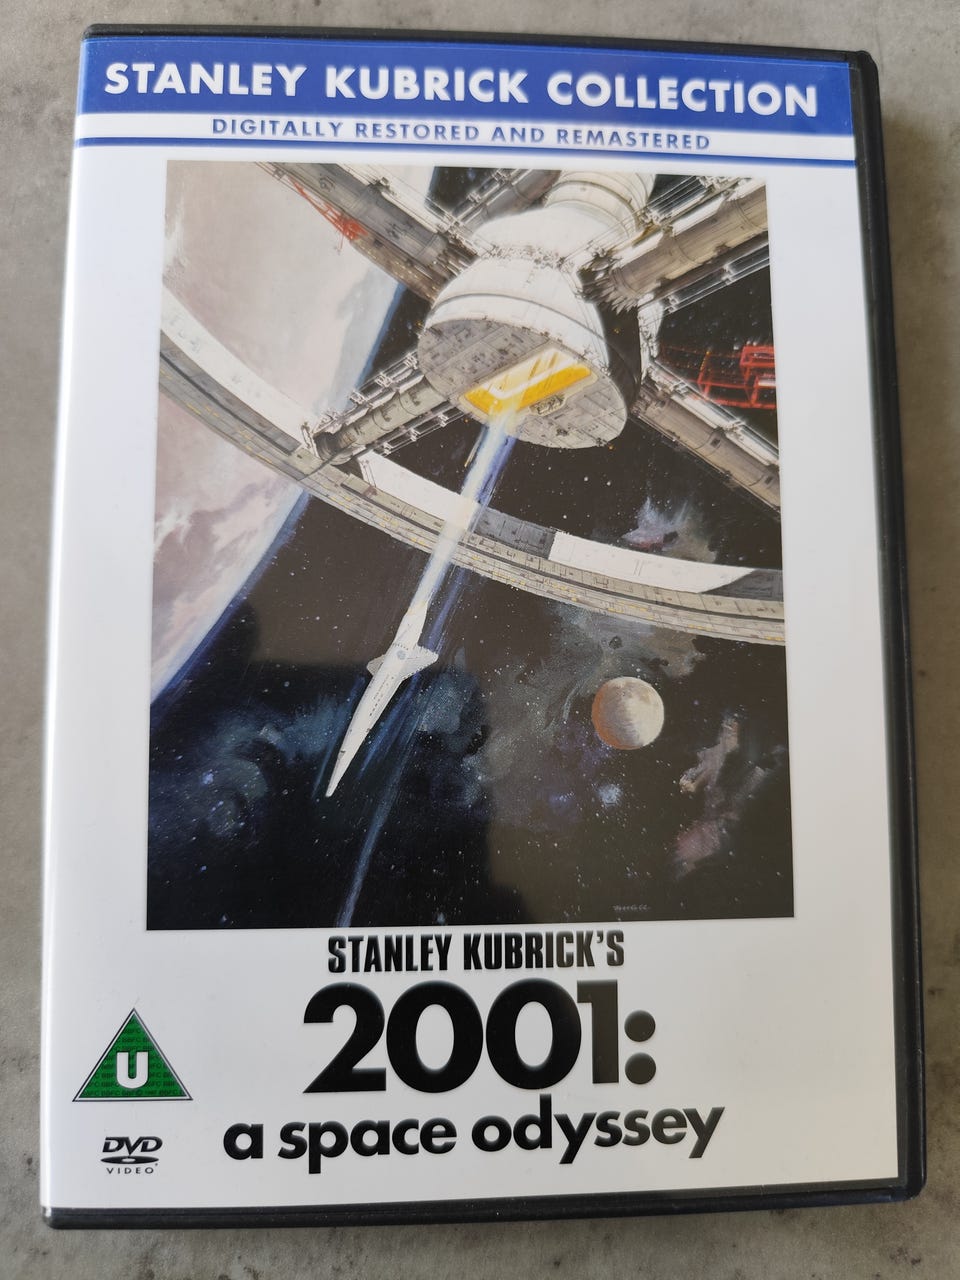 STANLEY KUBRICK COLLECTION
DIGITALLY RESTORED AND REMASTERED
STANLEY KUBRICK'S
2001:
a space odyssey
U
DVD
VIDEO